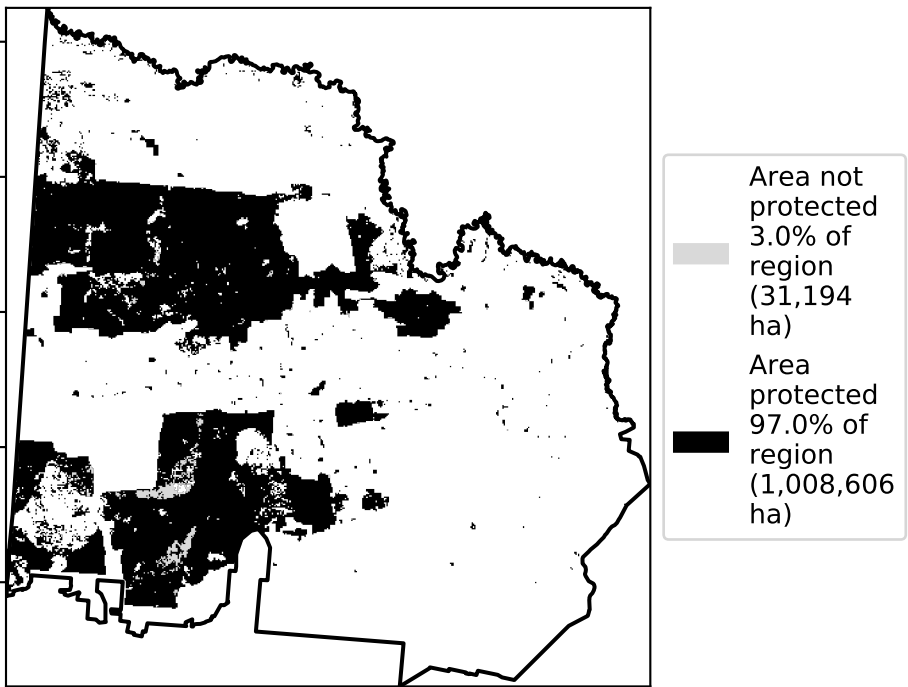 Area not
protected
3.0% of
region
(31,194
ha)
Area
protected
97.0% of
region
(1,008,606
ha)